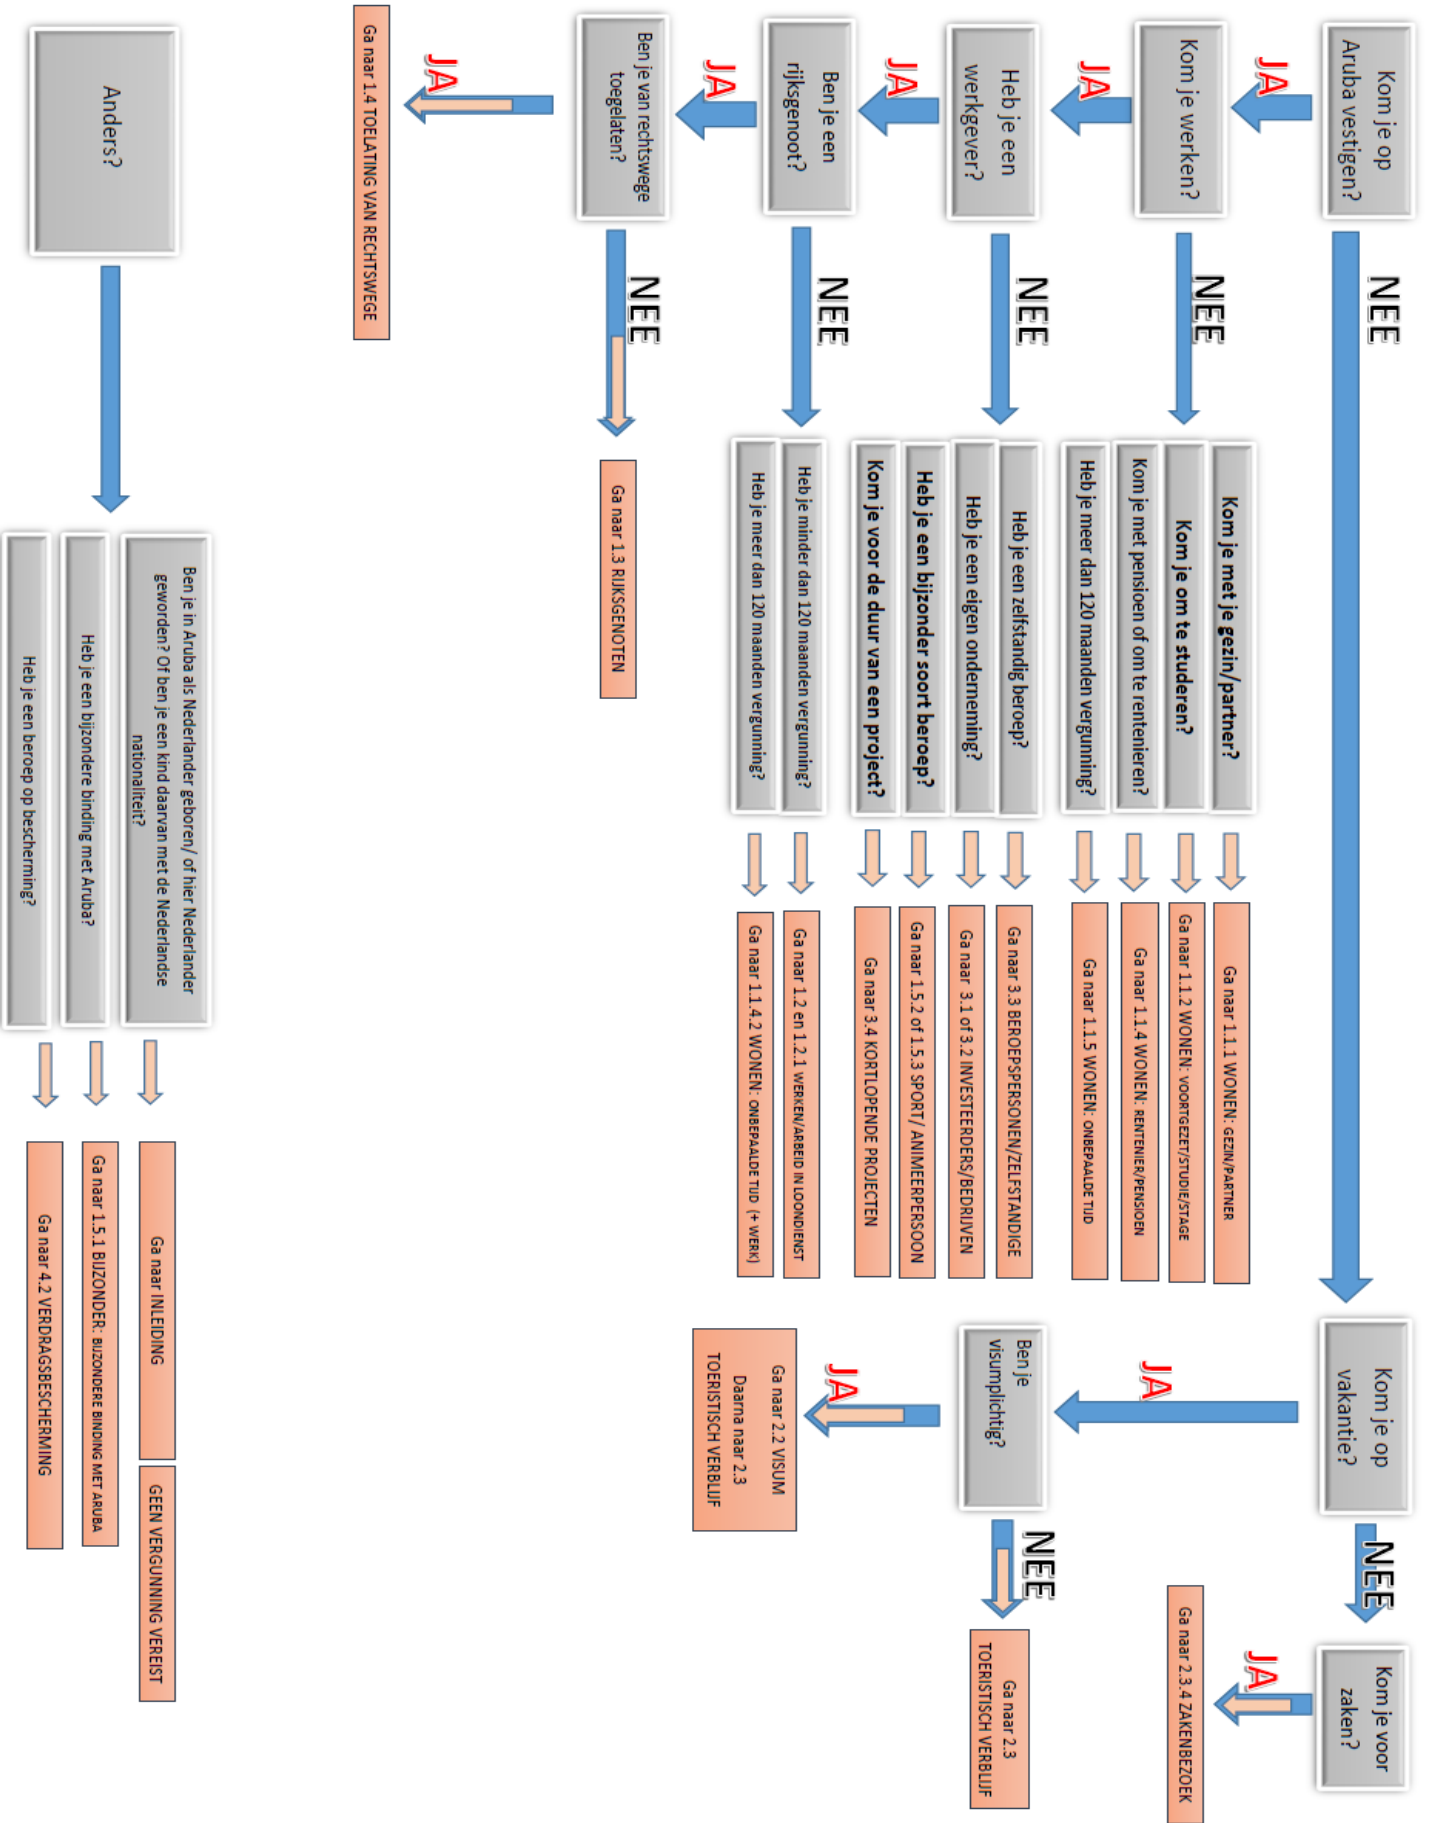 Kom je op
Aruba vestigen?
NEE
Kom je op
vakantie?
NEE
Kom je voor
zaken?
JA
JA
JA
Ga naar 2.3.4 ZAKENBEZOEK
Kom je werken?
NEE
Kom je met je gezin/partner?
Ga naar 1.1.1 WONEN: GEZIN/PARTNER
Kom je om te studeren?
Ga naar 1.1.2 WONEN: VOORTGEZET/STUDIE/STAGE
Kom je met pensioen of om te rentenieren?
Ga naar 1.1.4 WONEN: RENTENIER/PENSIOEN
Heb je meer dan 120 maanden vergunning?
Ga naar 1.1.5 WONEN: ONBEPAALDE TIJD
JA
Heb je een
werkgever?
NEE
Heb je een zelfstandig beroep?
Ga naar 3.3 BEROEPSPERSONEN/ZELFSTANDIGE
Heb je een eigen onderneming?
Ga naar 3.1 of 3.2 INVESTEERDERS/BEDRIJVEN
Heb je een bijzonder soort beroep?
Ga naar 1.5.2 of 1.5.3 SPORT/ ANIMEERPERSOON
Kom je voor de duur van een project?
Ga naar 3.4 KORTLOPENDE PROJECTEN
Ben je
visumplichtig?
NEE
Ga naar 2.3
TOERISTISCH VERBLIJF
JA
JA
Ga naar 2.2 VISUM
Daarna naar 2.3
TOERISTISCH VERBLIJF
Ben je een
rijksgenoot?
NEE
Heb je minder dan 120 maanden vergunning?
Ga naar 1.2 en 1.2.1 WERKEN/ARBEID IN LOONDIENST
Heb je meer dan 120 maanden vergunning?
Ga naar 1.1.4.2 WONEN: ONBEPAALDE TIJD (+ WERK)
JA
Ben je van rechtswege
toegelaten?
NEE
Ga naar 1.3 RIJKSGENOTEN
JA
Ga naar 1.4 TOELATING VAN RECHTSWEGE
Anders?
Ben je in Aruba als Nederlander geboren/ of hier Nederlander
geworden? Of ben je een kind daarvan met de Nederlandse
nationaliteit?
Ga naar INLEIDING
GEEN VERGUNNING VEREIST
Heb je een bijzondere binding met Aruba?
Ga naar 1.5.1 BIJZONDER: BIJZONDERE BINDING MET ARUBA
Heb je een beroep op bescherming?
Ga naar 4.2 VERDRAGSBESCHERMING